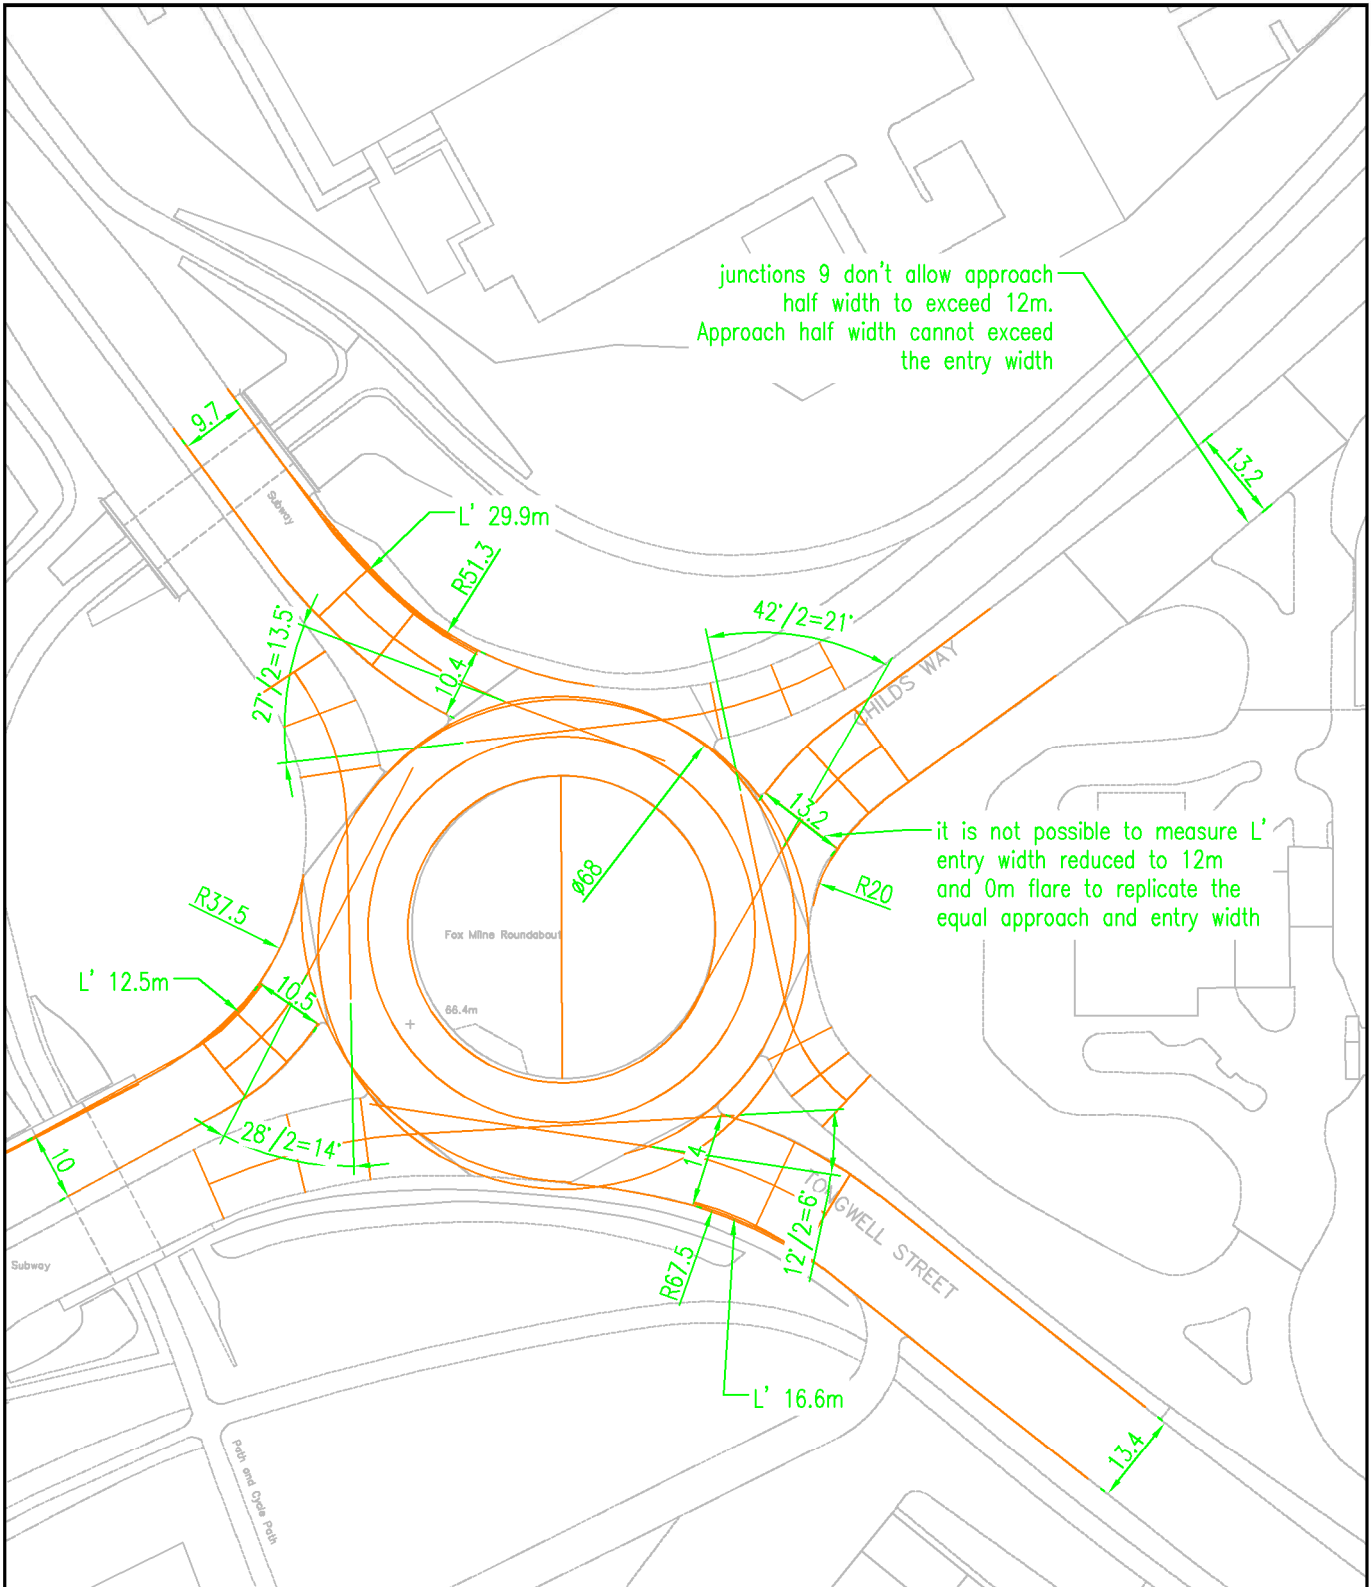 junctions 9 don't allow approach
half width to exceed 12m.
Approach half width cannot exceed
the entry width
9.7
13.2
Subway
L' 29.9m
R51.3
42°/2=21°
27°/2=13.5°
CHILDS WAY
10.4
13.2
it is not possible to measure L'
entry width reduced to 12m
and 0m flare to replicate the
equal approach and entry width
Ø68
R20
R37.5
Fox Milne Roundabout
L' 12.5m
10.5
66.4m
28°/2=14°
10
14
TONGWELL STREET
12°/2=6°
R67.5
Subway
L' 16.6m
13.4
Path and Cycle Path